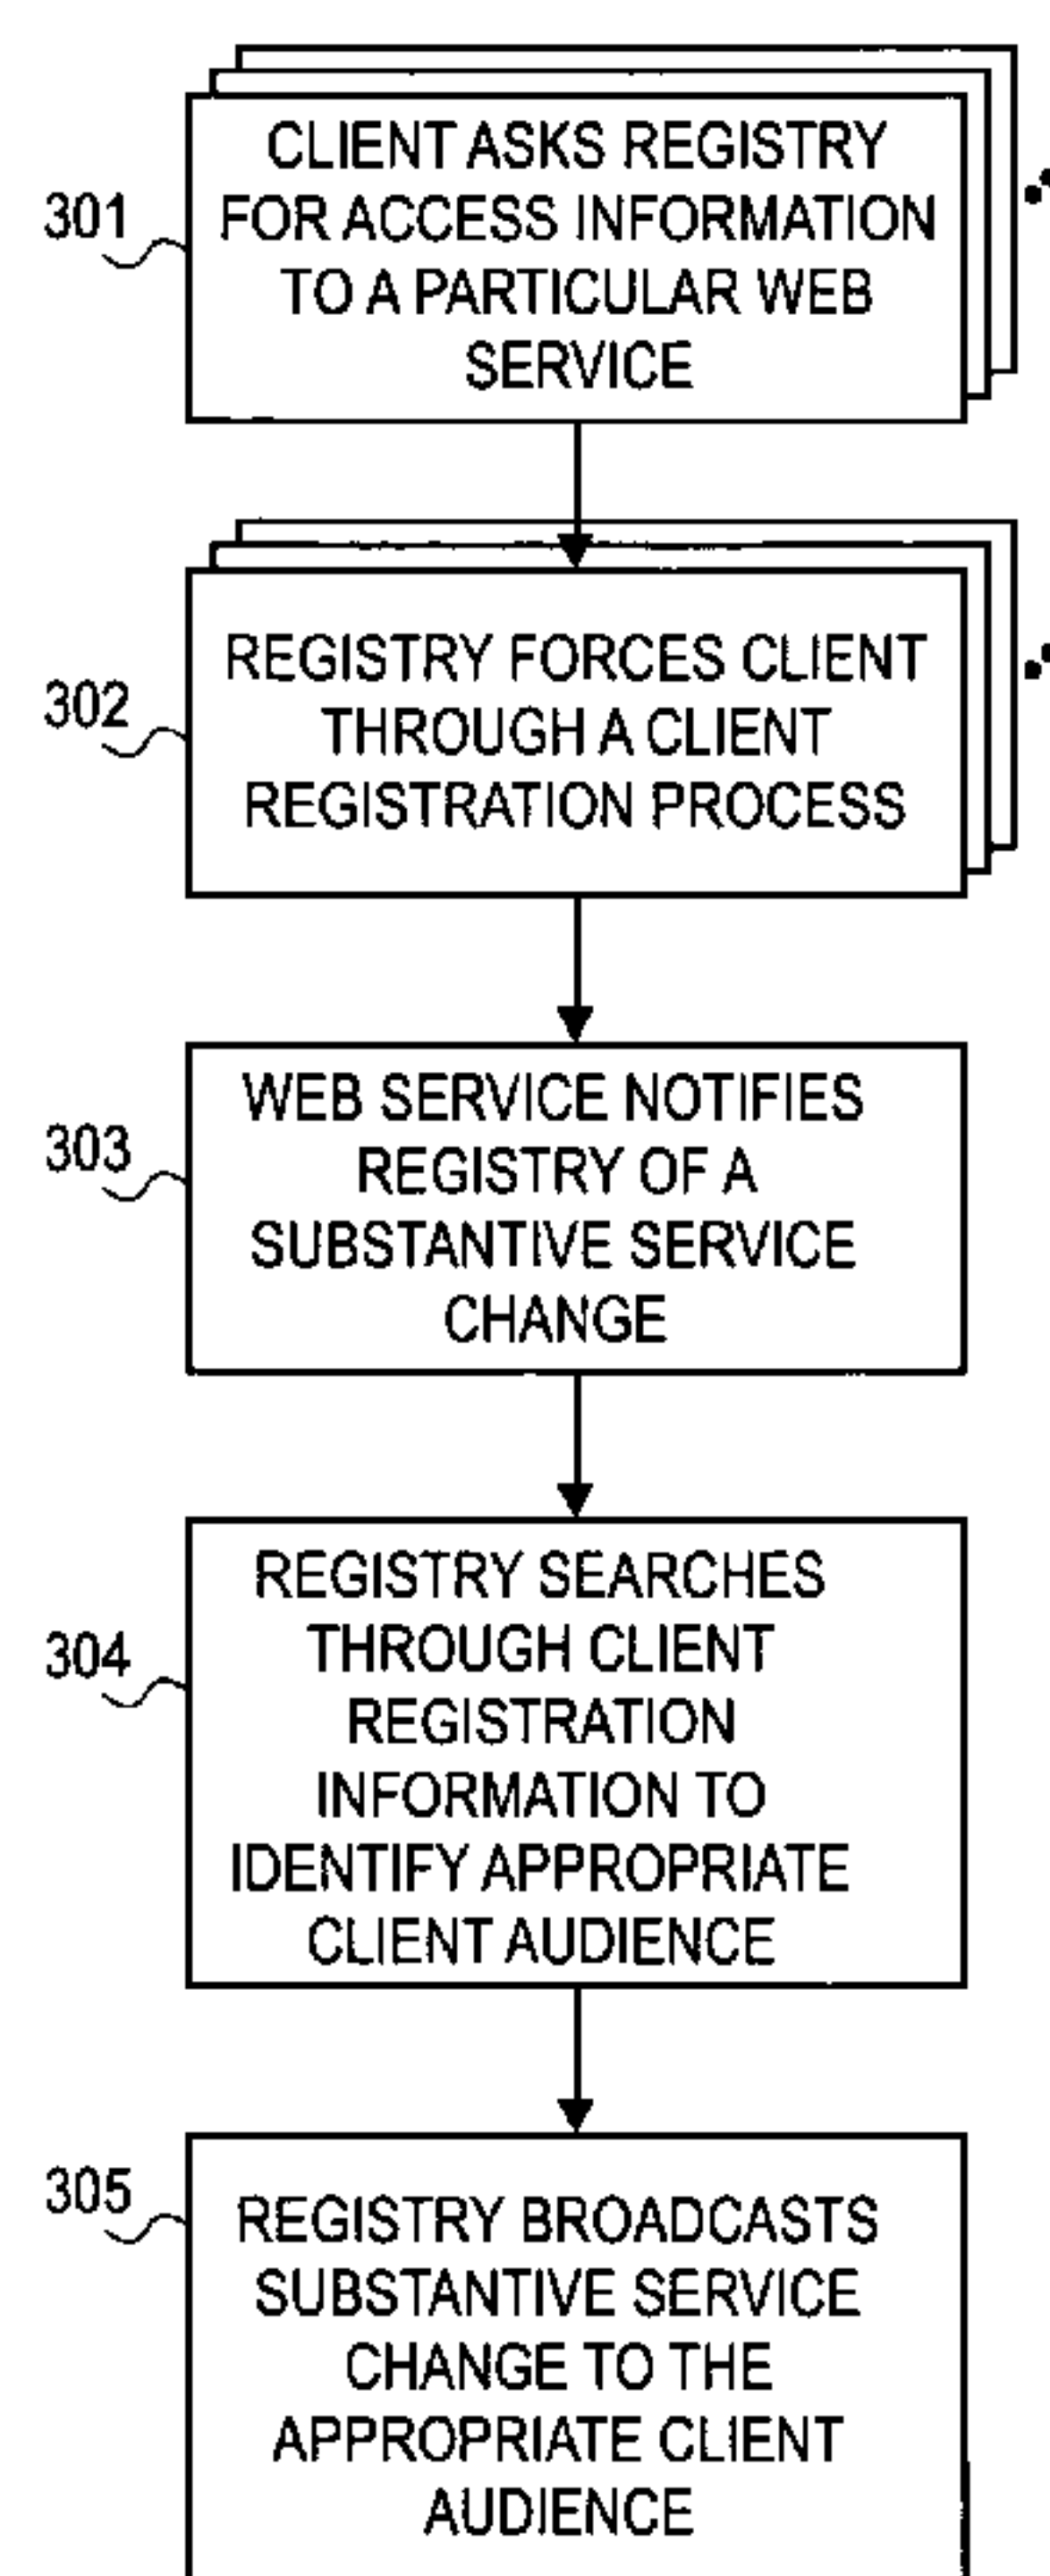 CLIENT ASKS REGISTRY
FOR ACCESS INFORMATION
TO A PARTICULAR WEB
SERVICE
301
REGISTRY FORCES CLIENT
THROUGH A CLIENT
REGISTRATION PROCESS
302
WEB SERVICE NOTIFIES
REGISTRY OF A
SUBSTANTIVE SERVICE
CHANGE
303
REGISTRY SEARCHES
THROUGH CLIENT
REGISTRATION
INFORMATION TO
IDENTIFY APPROPRIATE
CLIENT AUDIENCE
304
REGISTRY BROADCASTS
SUBSTANTIVE SERVICE
CHANGE TO THE
APPROPRIATE CLIENT
AUDIENCE
305